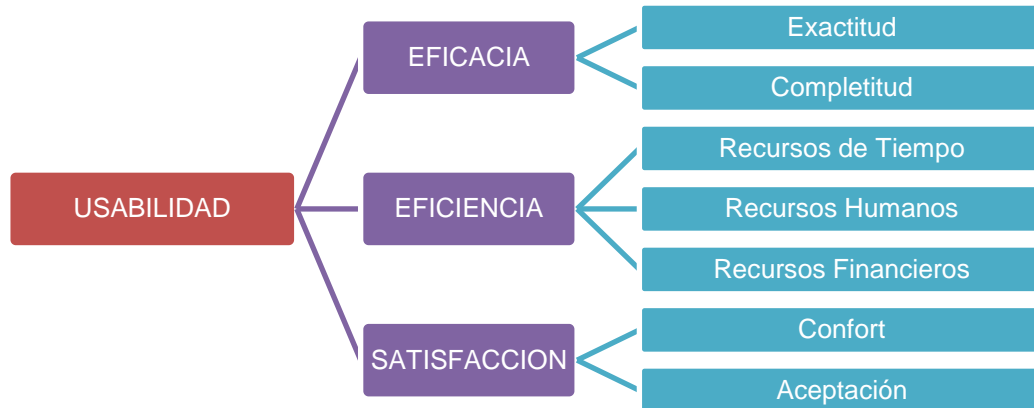 USABILIDAD
EFICACIA
Exactitud
Completitud
EFICIENCIA
Recursos de Tiempo
Recursos Humanos
Recursos Financieros
SATISFACCION
Confort
Aceptación